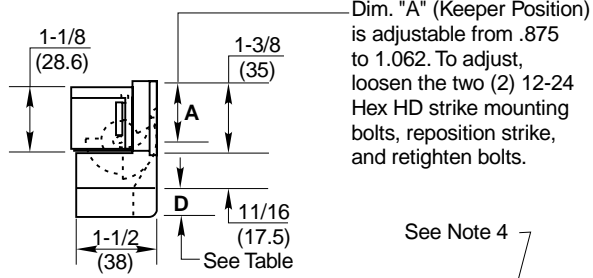 Dim. "A" (Keeper Position)
is adjustable from .875
to 1.062. To adjust,
loosen the two (2) 12-24
Hex HD strike mounting
bolts, reposition strike,
and retighten bolts.
1-1/8
(28.6)
1-3/8
(35)
A
D
11/16
(17.5)
1-1/2
(38)
See Table
See Note 4